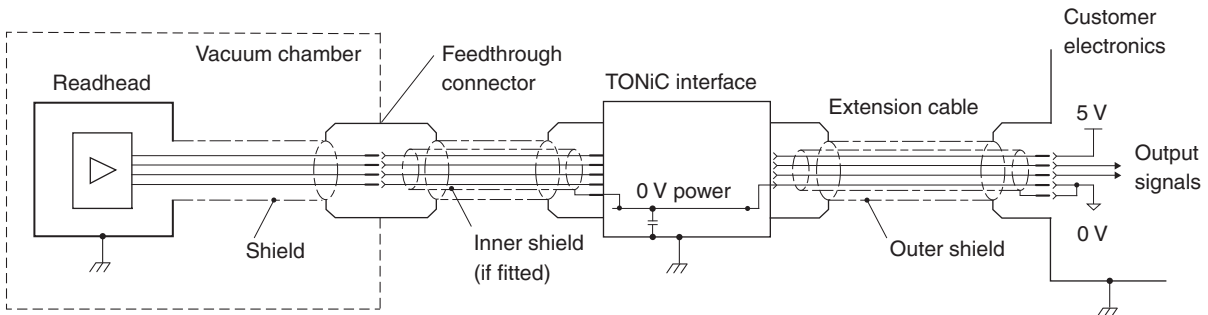 Customer
electronics
Vacuum chamber
Feedthrough
connector
TONiC interface
Readhead
Extension cable
5 V
Output
signals
0 V power
Shield
Inner shield
(if fitted)
Outer shield
0 V